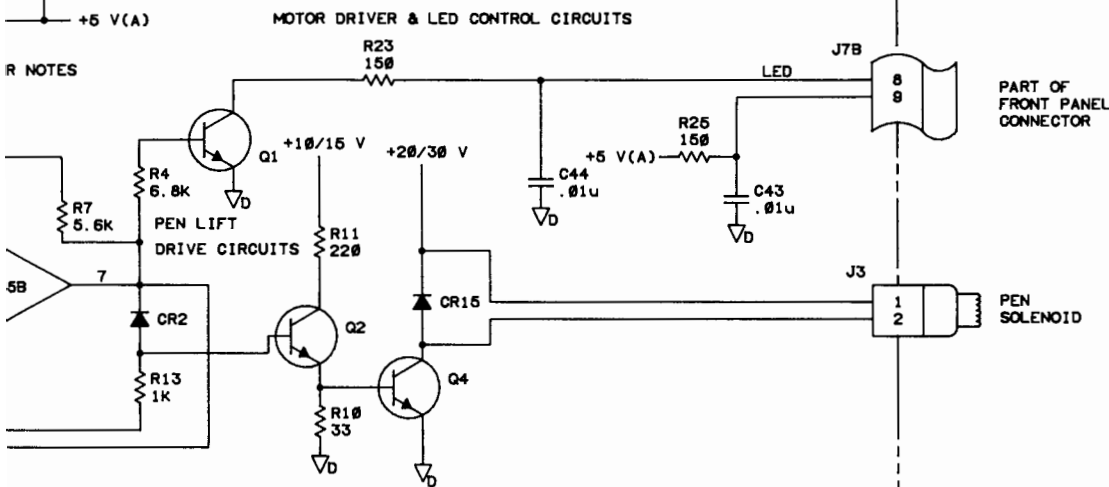 +5 V(A)
MOTOR DRIVER & LED CONTROL CIRCUITS
R23
150
J7B
R NOTES
LED
8
9
PART OF
FRONT PANEL
CONNECTOR
R25
150
Q1
+10/15 V
+20/30 V
+5 V(A)
R4
6.8K
C44
.01u
C43
.01u
D
R7
5.6K
D
D
PEN LIFT
DRIVE CIRCUITS
R11
220
J3
7
5B
CR15
1
2
PEN
SOLENOID
CR2
Q2
Q4
R13
1K
R10
33
D
D